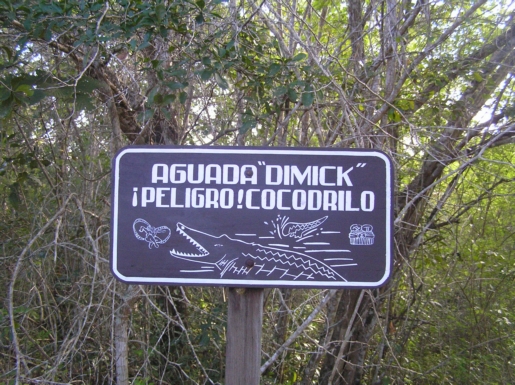 AGUADA "DIMICK"
¡PELIGRO! COCODRILO